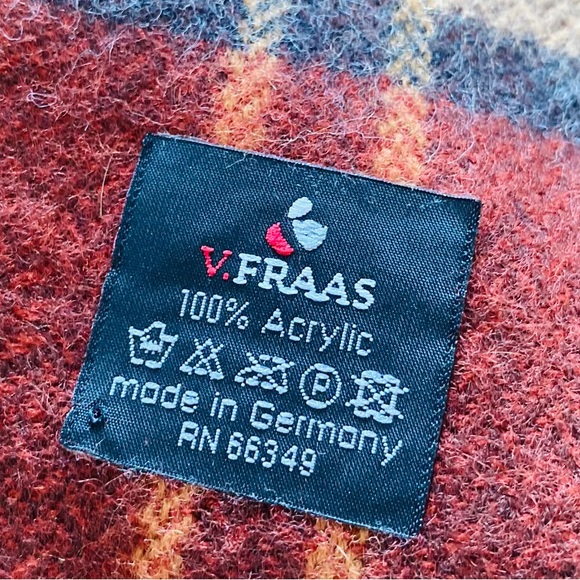 V. FRAAS
100% Acrylic
P
made in Germany
RN 66349